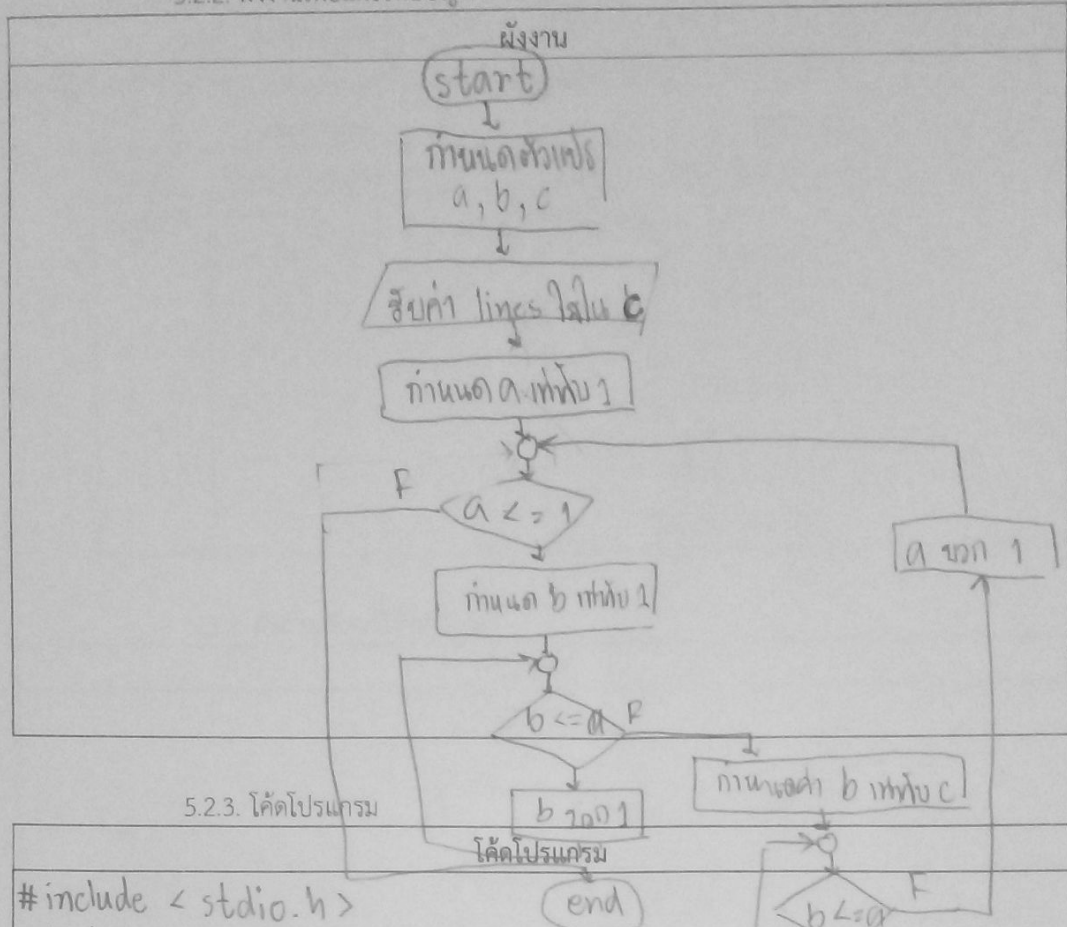 ผังงาน
start
กำหนดตัวแปร
a, b, c
รับค่า lines ใส่ใน c
กำหนด a เท่ากับ 1
F
a <= 1
a บวก 1
กำหนด b เท่ากับ 1
b <= a F
กำหนดค่า b เท่ากับ c
5.2.3. โค้ดโปรแกรม
b บวก 1
โค้ดโปรแกรม
#include < stdio.h >
end
b <= a F